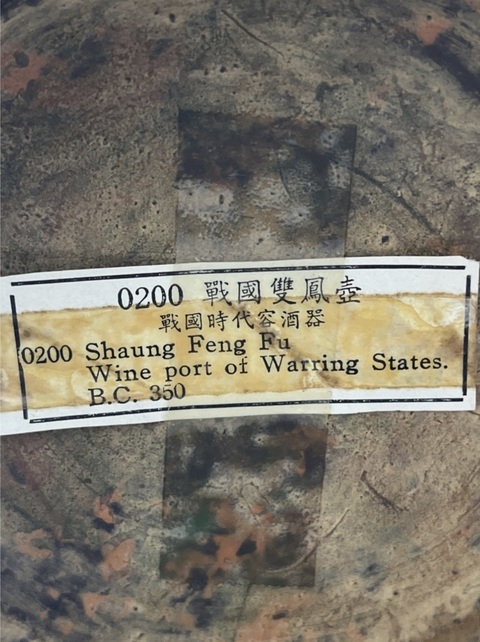 0200 戰國雙鳳壺
戰國時代容酒器
0200 Shaung Feng Fu
Wine port of Warring States.
B.C. 350